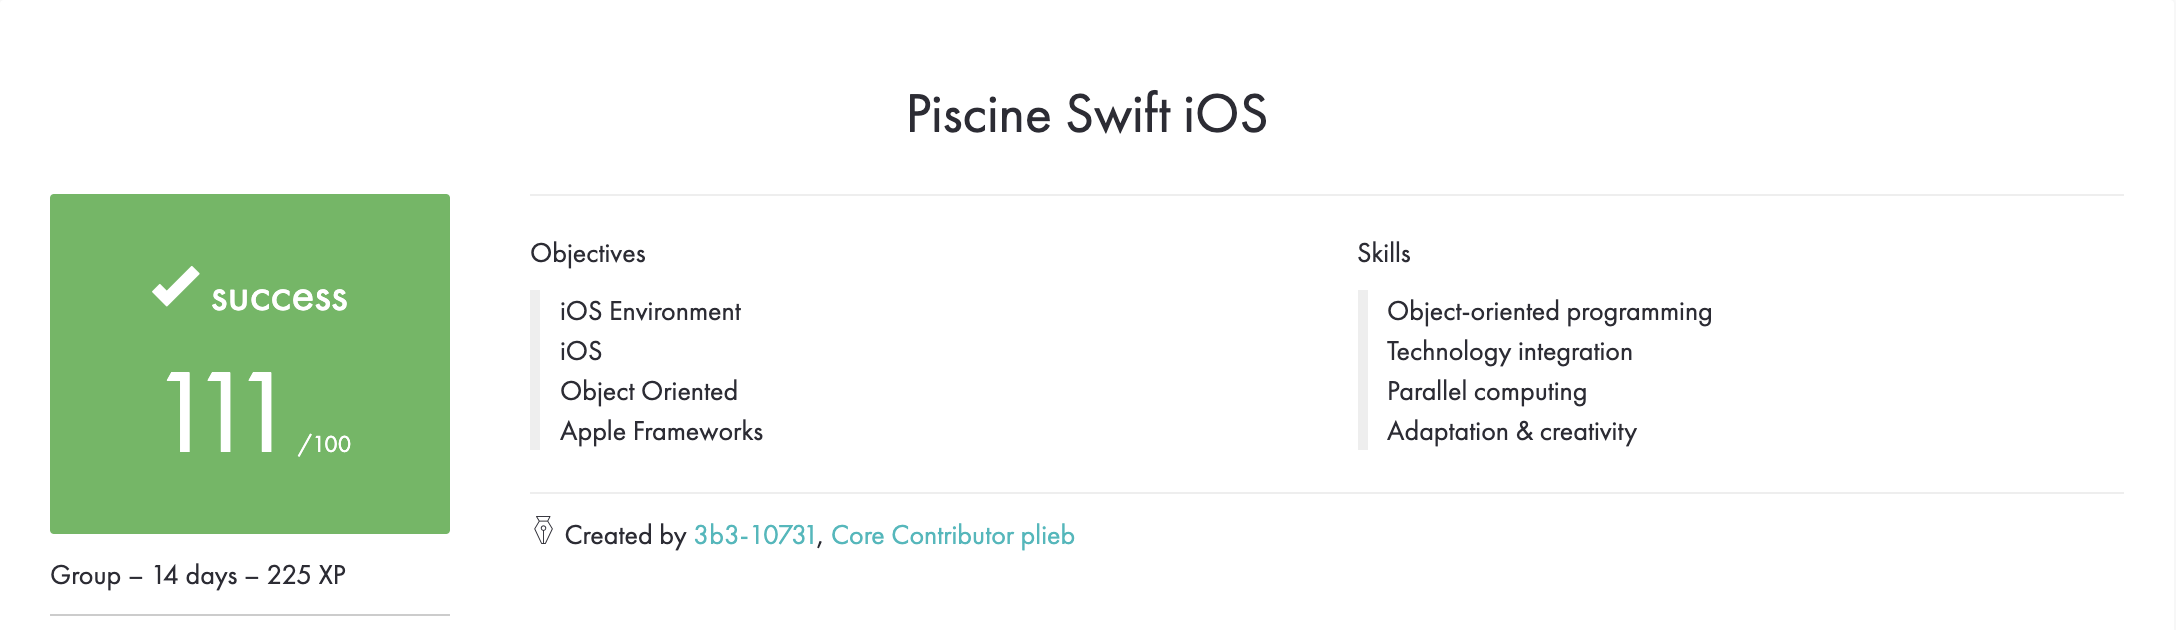 Piscine Swift iOS
success
111 /100
Group – 14 days – 225 XP
Objectives
iOS Environment
iOS
Object Oriented
Apple Frameworks
Skills
Object-oriented programming
Technology integration
Parallel computing
Adaptation & creativity
Created by 3b3-10731, Core Contributor plieb